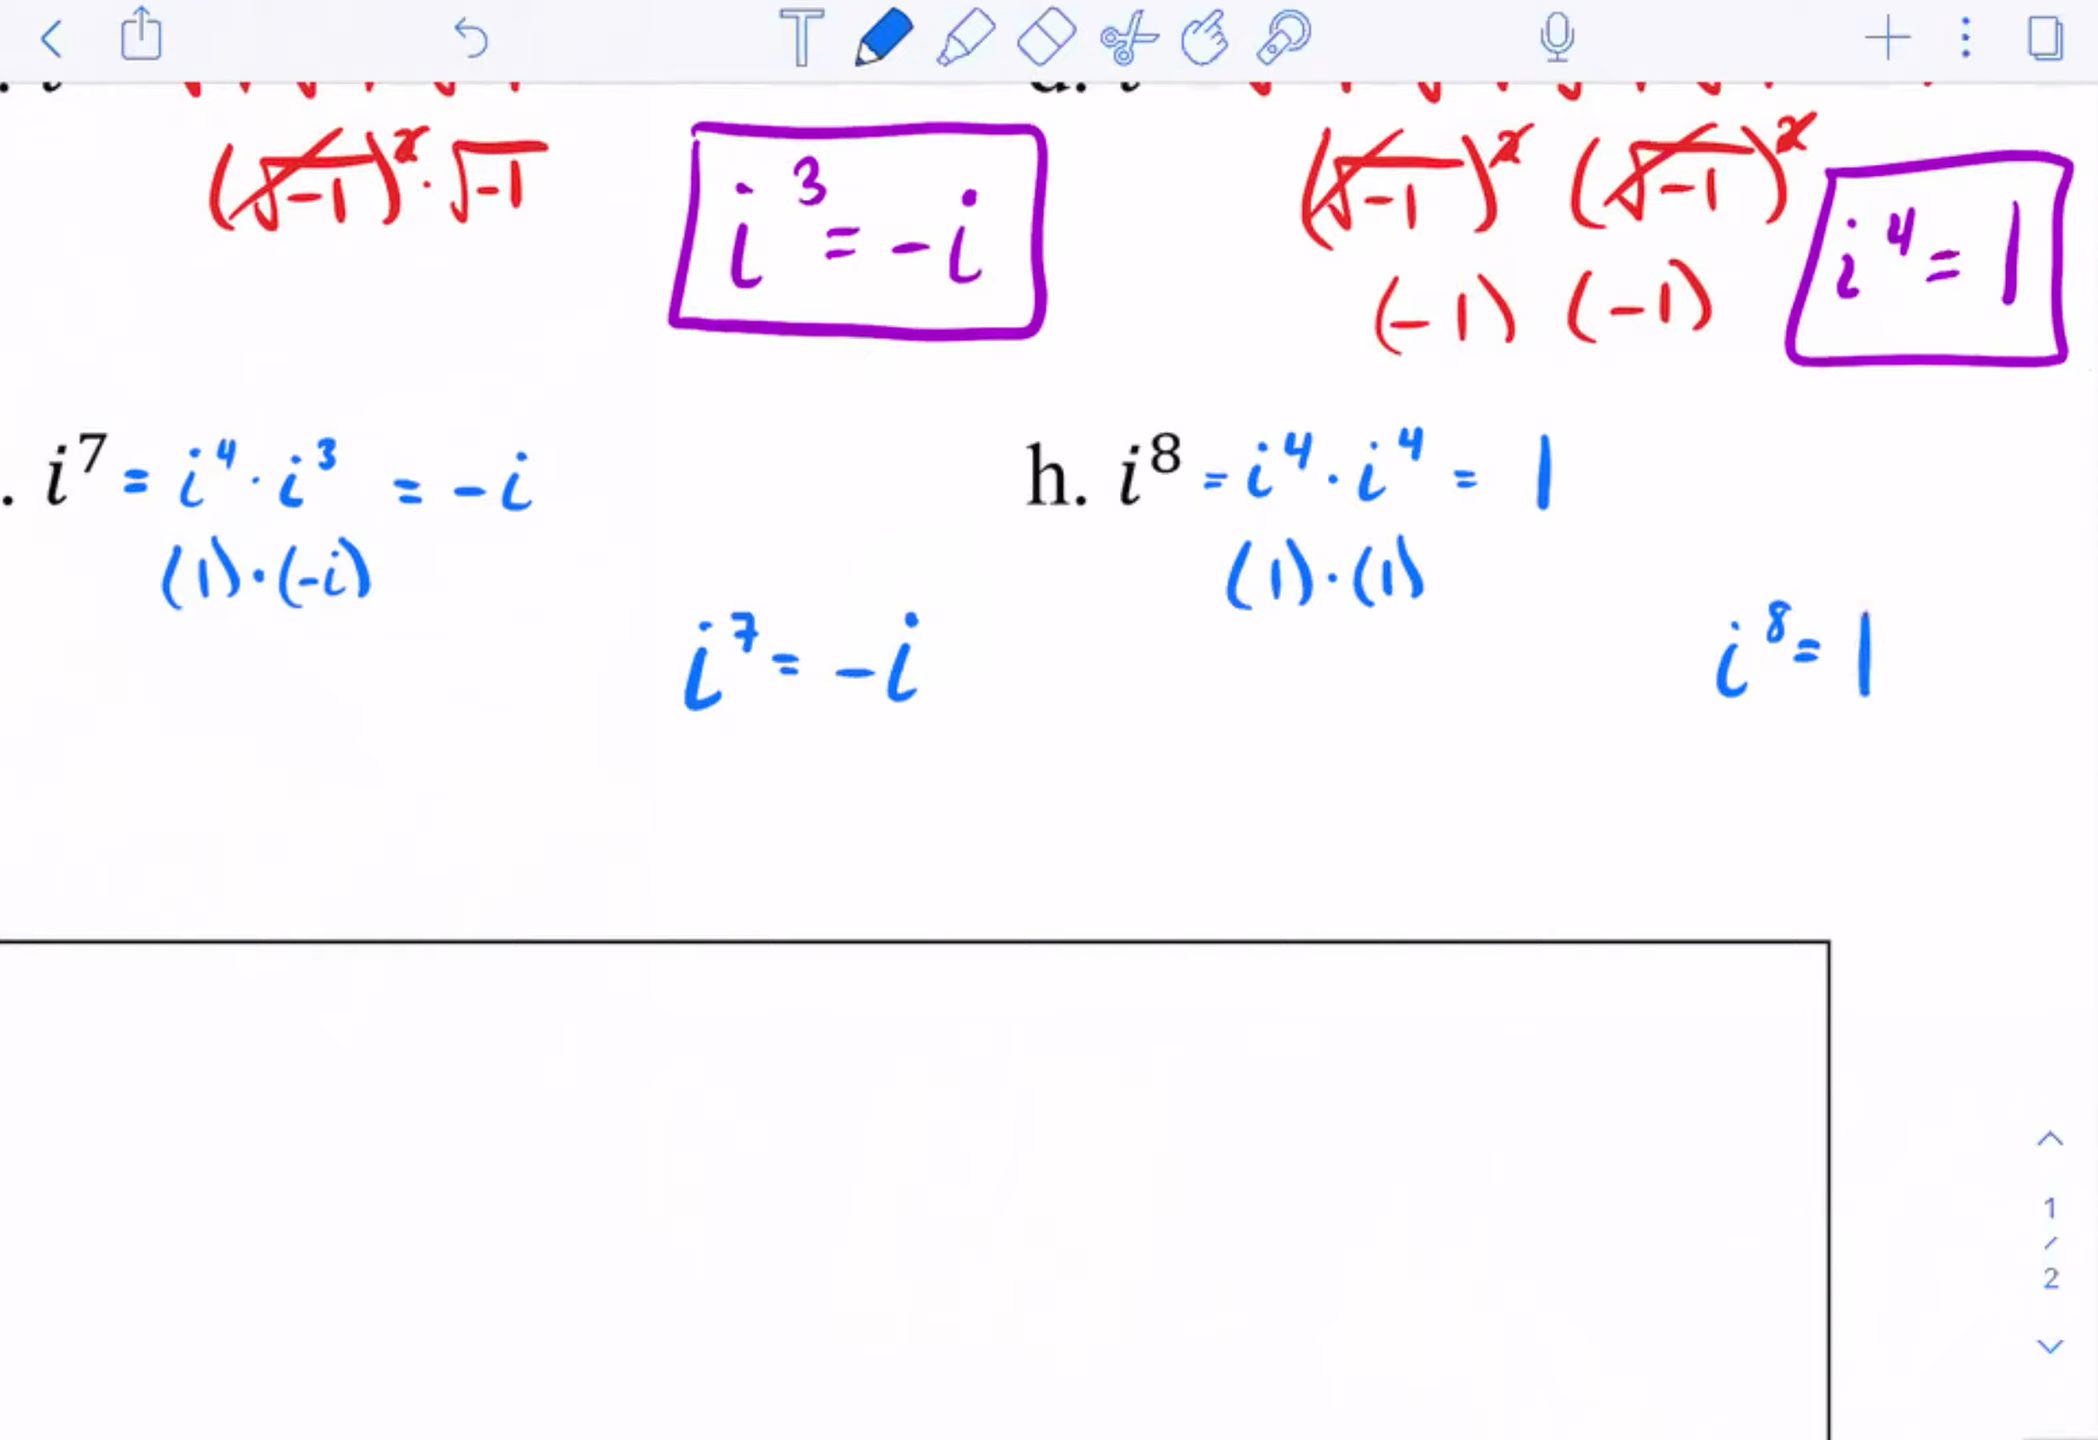 (√-1)² · √-1
i³ = -i
(√-1)² (√-1)²
(-1) (-1)
i⁴ = 1
. i⁷ = i⁴ · i³ = -i
(1) · (-i)
i⁷ = -i
h. i⁸ = i⁴ · i⁴ = 1
(1) · (1)
i⁸ = 1
1
/
2